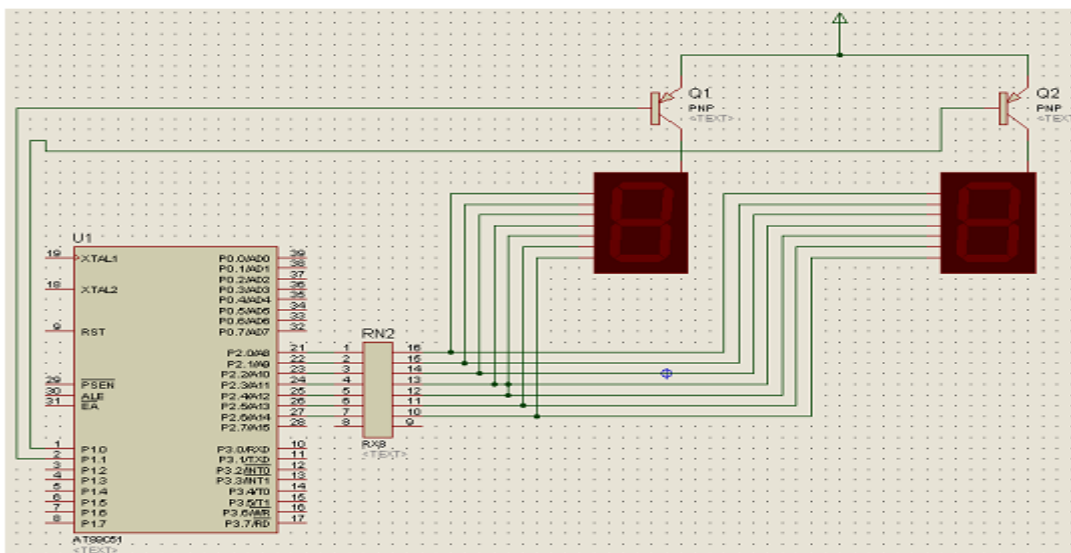 Q1
PNP
<TEXT>
Q2
PNP
<TEXT>
U1
19 XTAL1
18 XTAL2
9 RST
29 PSEN
30 ALE
31 EA
1 P1.0
2 P1.1
3 P1.2
4 P1.3
5 P1.4
6 P1.5
7 P1.6
8 P1.7
P0.0/AD0 39
P0.1/AD1 38
P0.2/AD2 37
P0.3/AD3 36
P0.4/AD4 35
P0.5/AD5 34
P0.6/AD6 33
P0.7/AD7 32
P2.0/A8 21
P2.1/A9 22
P2.2/A10 23
P2.3/A11 24
P2.4/A12 25
P2.5/A13 26
P2.6/A14 27
P2.7/A15 28
P3.0/RXD 10
P3.1/TXD 11
P3.2/INT0 12
P3.3/INT1 13
P3.4/T0 14
P3.5/T1 15
P3.6/WR 16
P3.7/RD 17
AT89C51
<TEXT>
RN2
1 16
2 15
3 14
4 13
5 12
6 11
7 10
8 9
RX8
<TEXT>